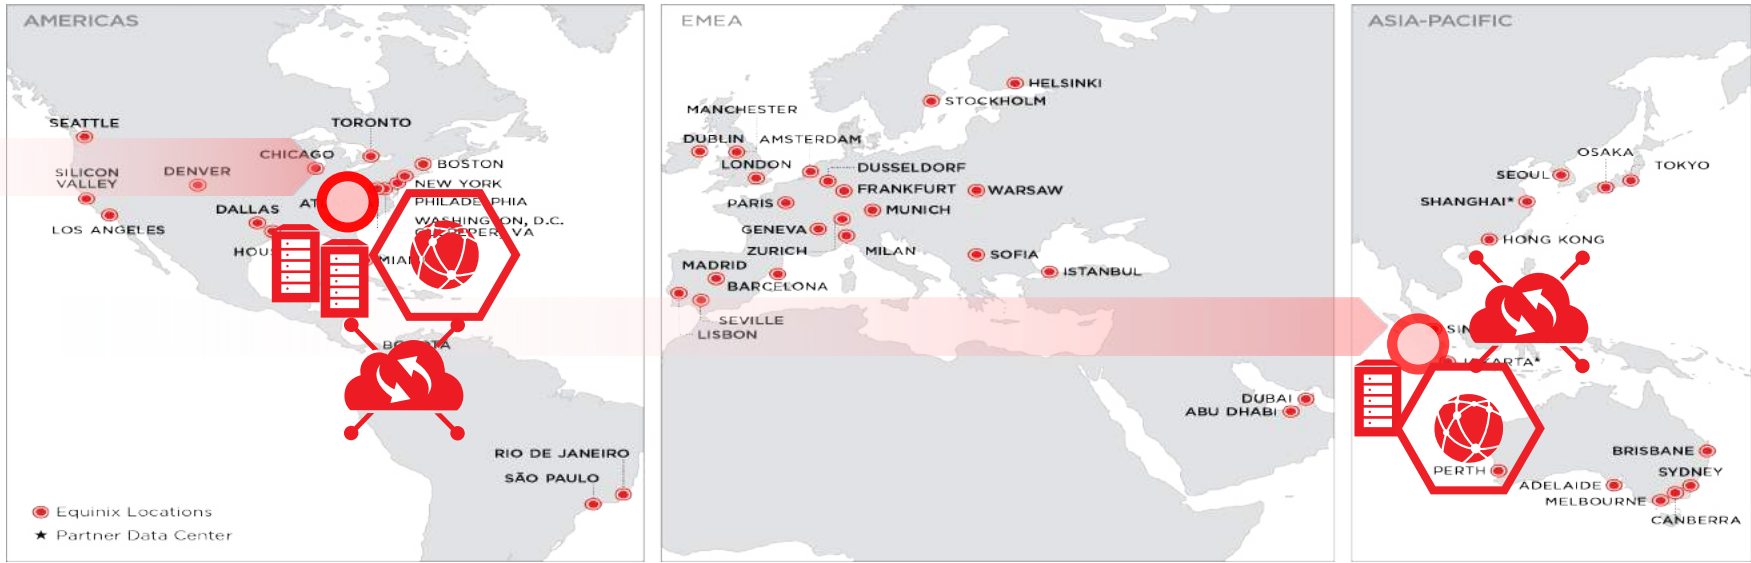 AMERICAS
SEATTLE
TORONTO
CHICAGO
BOSTON
SILICON
VALLEY
DENVER
NEW YORK
PHILADELPHIA
DALLAS
WASHINGTON, D.C.
LOS ANGELES
RIO DE JANEIRO
SÃO PAULO
Equinix Locations
★ Partner Data Center
EMEA
HELSINKI
STOCKHOLM
MANCHESTER
DUBLIN
AMSTERDAM
LONDON
DUSSELDORF
FRANKFURT
WARSAW
PARIS
MUNICH
GENEVA
ZURICH
MILAN
SOFIA
MADRID
ISTANBUL
BARCELONA
SEVILLE
LISBON
DUBAI
ABU DHABI
ASIA-PACIFIC
OSAKA
TOKYO
SEOUL
SHANGHAI*
HONG KONG
PERTH
BRISBANE
SYDNEY
ADELAIDE
MELBOURNE
CANBERRA